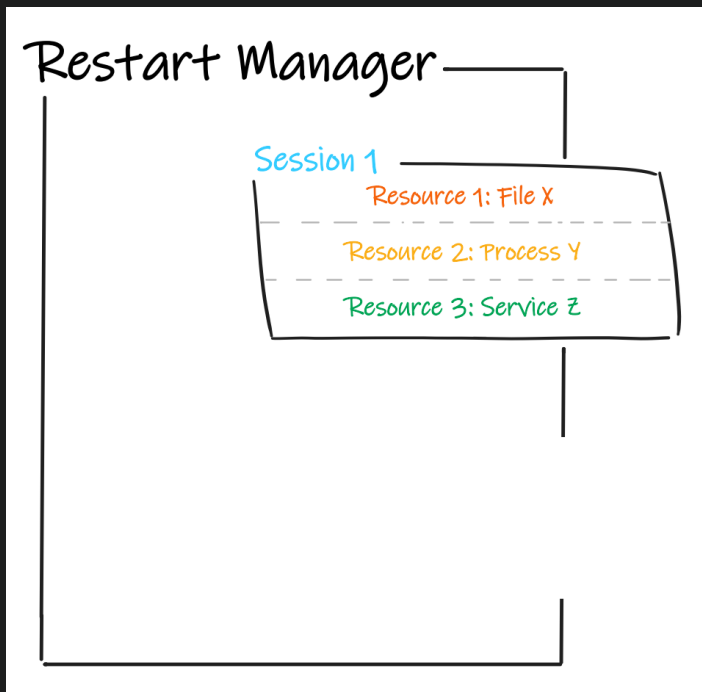 Restart Manager
Session 1
Resource 1: File X
Resource 2: Process Y
Resource 3: Service Z